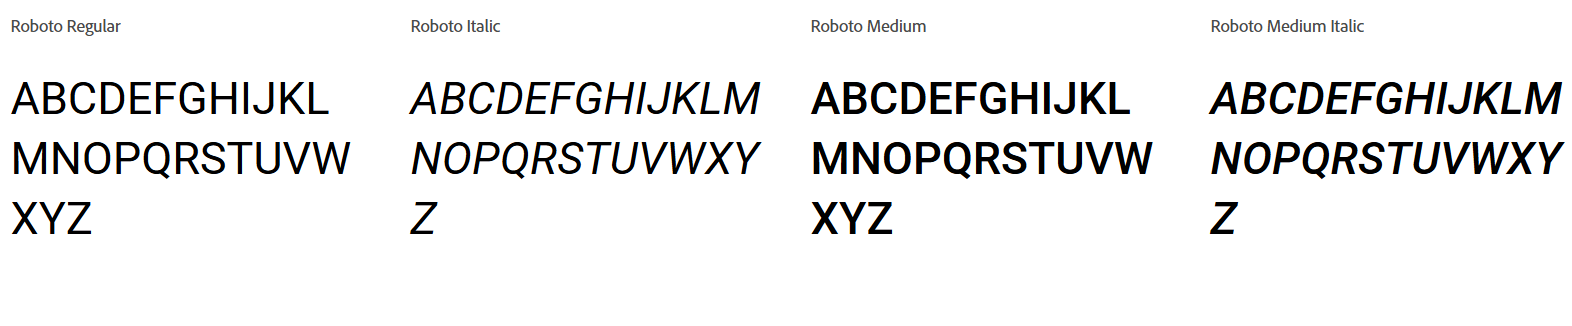 Roboto Regular
ABCDEFGHIJKL
MNOPQRSTUVW
XYZ
Roboto Italic
ABCDEFGHIJKLM
NOPQRSTUVWXY
Z
Roboto Medium
ABCDEFGHIJKL
MNOPQRSTUVW
XYZ
Roboto Medium Italic
ABCDEFGHIJKLM
NOPQRSTUVWXY
Z